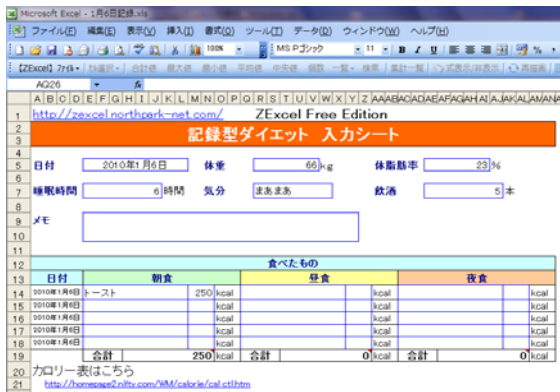 Microsoft Excel - 1月6日記録.xls
ファイル(F) 編集(E) 表示(V) 挿入(I) 書式(O) ツール(T) データ(D) ウィンドウ(W) ヘルプ(H)
100% MS Pゴシック 11 B I U
【ZExcel】 ファイル 計選択 合計値 最大値 最小値 平均値 中央値 個数 一覧 検索 集計一覧 式表示/非表示 再描画
AQ26 fx
A B C D E F G H I J K L M N O P Q R S T U V W X Y Z AA AB AC AD AE AF AG AH AI AJ AK AL AM AN
1 http://zexcel.northpark-net.com/ ZExcel Free Edition
2 記録型ダイエット 入力シート
3
4
5 日付 2010年1月6日 体重 66 kg 体脂肪率 23 %
6
7 睡眠時間 6 時間 気分 まあまあ 飲酒 5 本
8
9 メモ
10
11
12 食べたもの
13 日付 朝食 昼食 夜食
14 2010年1月6日 トースト 250 kcal kcal kcal
15 2010年1月6日 kcal kcal kcal
16 2010年1月6日 kcal kcal kcal
17 2010年1月6日 kcal kcal kcal
18 2010年1月6日 kcal kcal kcal
19 合計 250 kcal 合計 0 kcal 合計 0 kcal
20 カロリー表はこちら
21 http://homepage2.nifty.com/WM/calorie/cal.ctl.htm